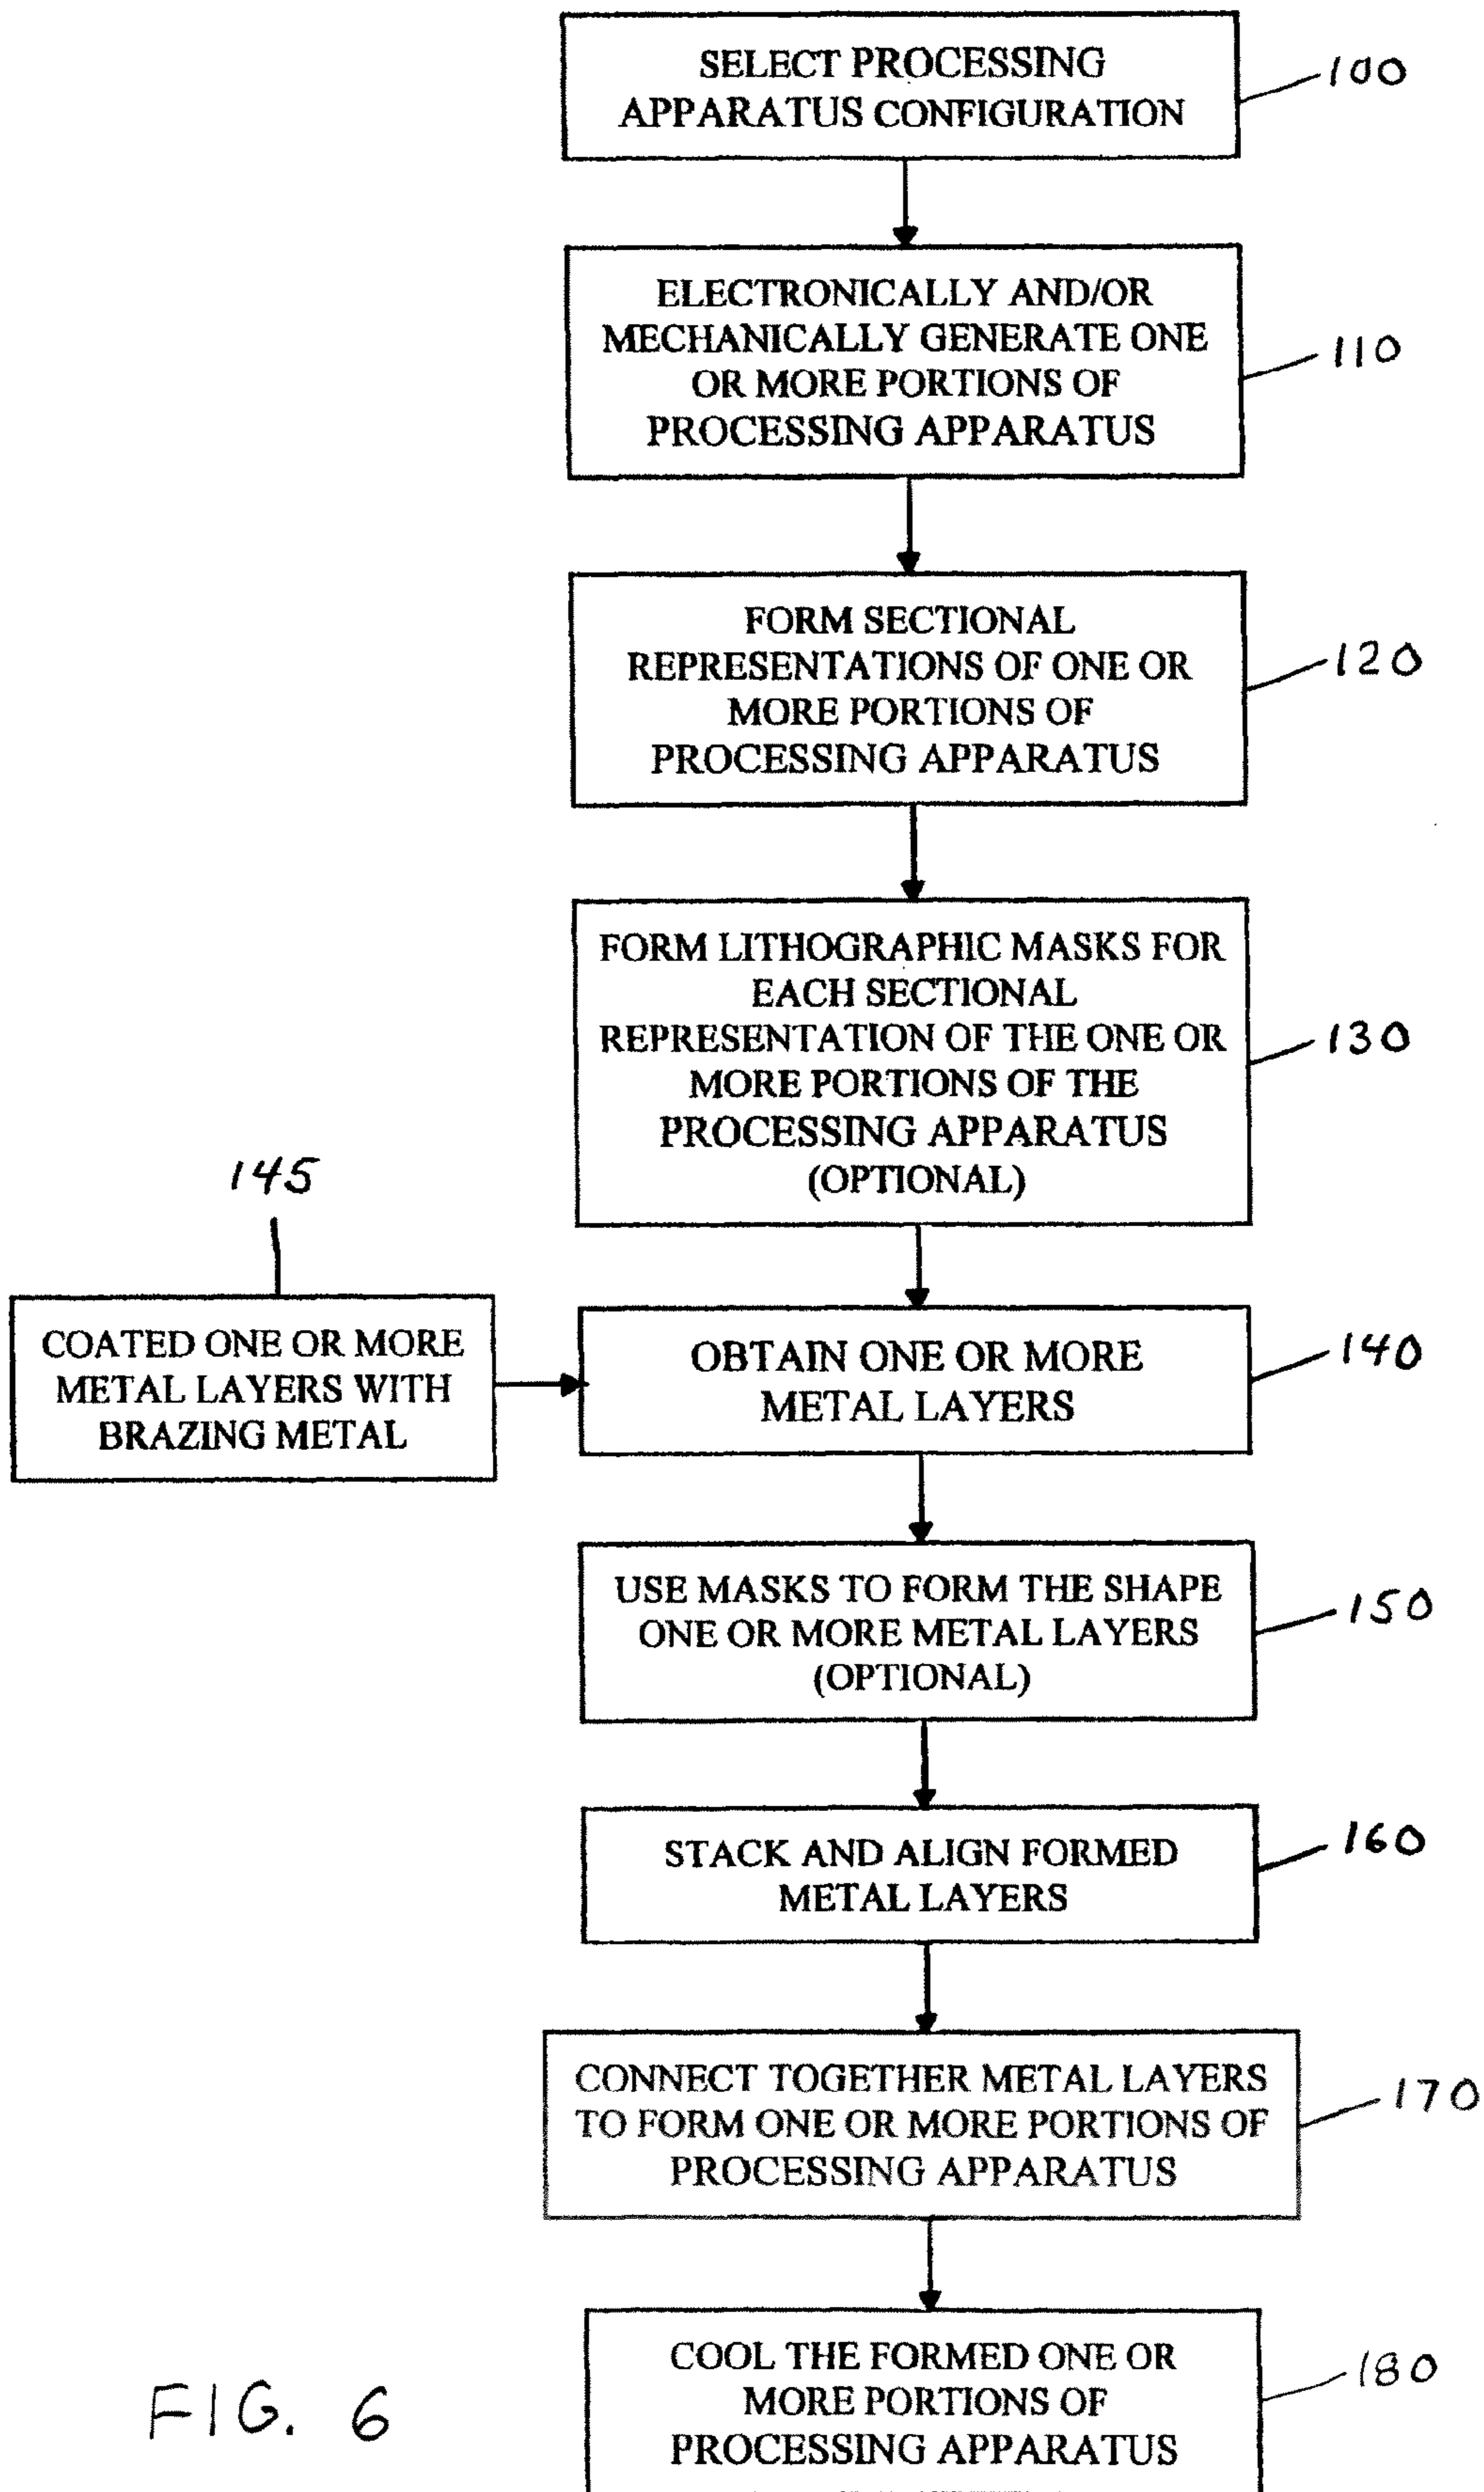 SELECT PROCESSING
APPARATUS CONFIGURATION
100
ELECTRONICALLY AND/OR
MECHANICALLY GENERATE ONE
OR MORE PORTIONS OF
PROCESSING APPARATUS
110
FORM SECTIONAL
REPRESENTATIONS OF ONE OR
MORE PORTIONS OF
PROCESSING APPARATUS
120
FORM LITHOGRAPHIC MASKS FOR
EACH SECTIONAL
REPRESENTATION OF THE ONE OR
MORE PORTIONS OF THE
PROCESSING APPARATUS
(OPTIONAL)
130
145
COATED ONE OR MORE
METAL LAYERS WITH
BRAZING METAL
OBTAIN ONE OR MORE
METAL LAYERS
140
USE MASKS TO FORM THE SHAPE
ONE OR MORE METAL LAYERS
(OPTIONAL)
150
STACK AND ALIGN FORMED
METAL LAYERS
160
CONNECT TOGETHER METAL LAYERS
TO FORM ONE OR MORE PORTIONS OF
PROCESSING APPARATUS
170
COOL THE FORMED ONE OR
MORE PORTIONS OF
PROCESSING APPARATUS
180
FIG. 6